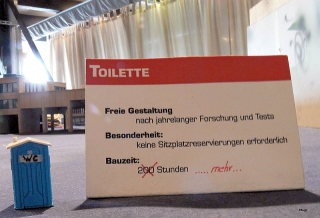 TOILETTE
Freie Gestaltung
nach jahrelanger Forschung und Tests
Besonderheit:
keine Sitzplatzreservierungen erforderlich
Bauzeit:
200 Stunden ..... mehr...
WC